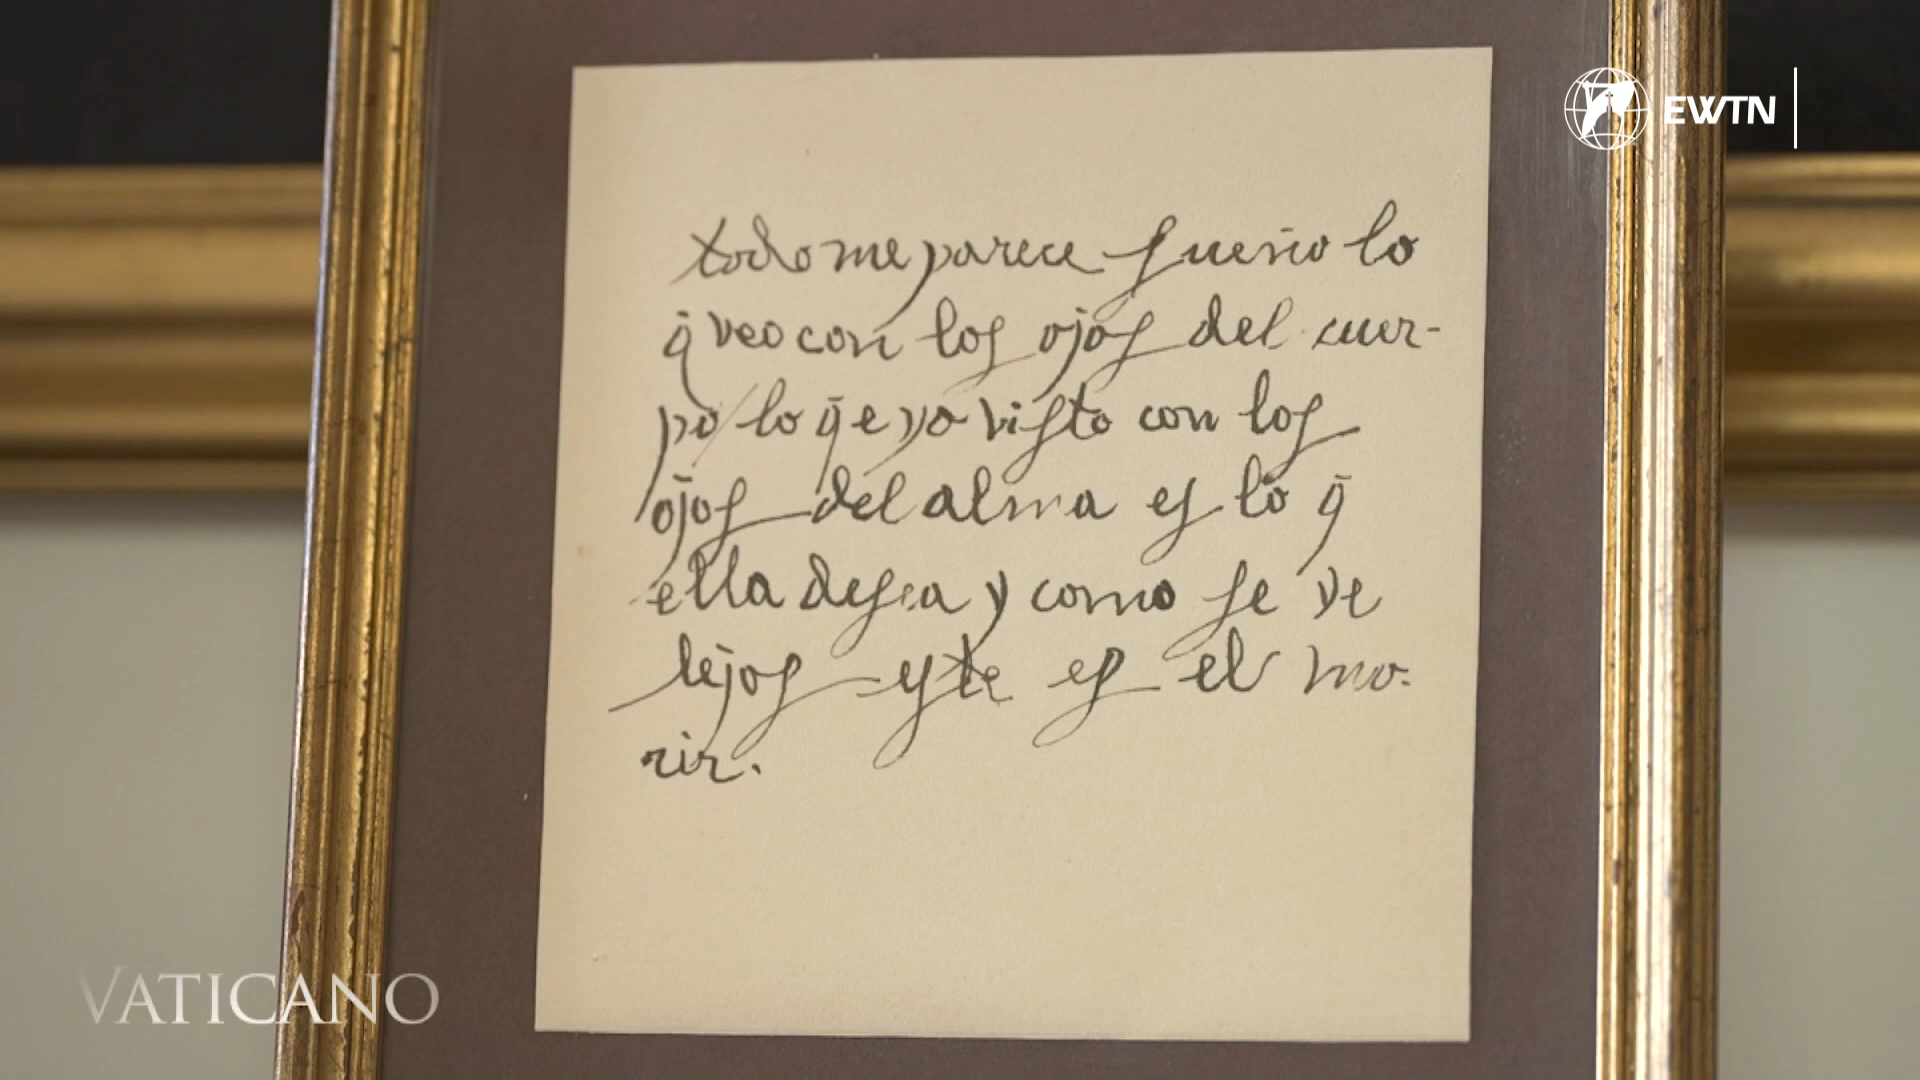 EWTN
todo me parece sueño lo
q̃ veo con los ojos del cuer-
po/lo q̃ e yo visto con los
ojos del alma es lo q̃
ella desea y como se ve
lejos este es el mo-
rir.
VATICANO